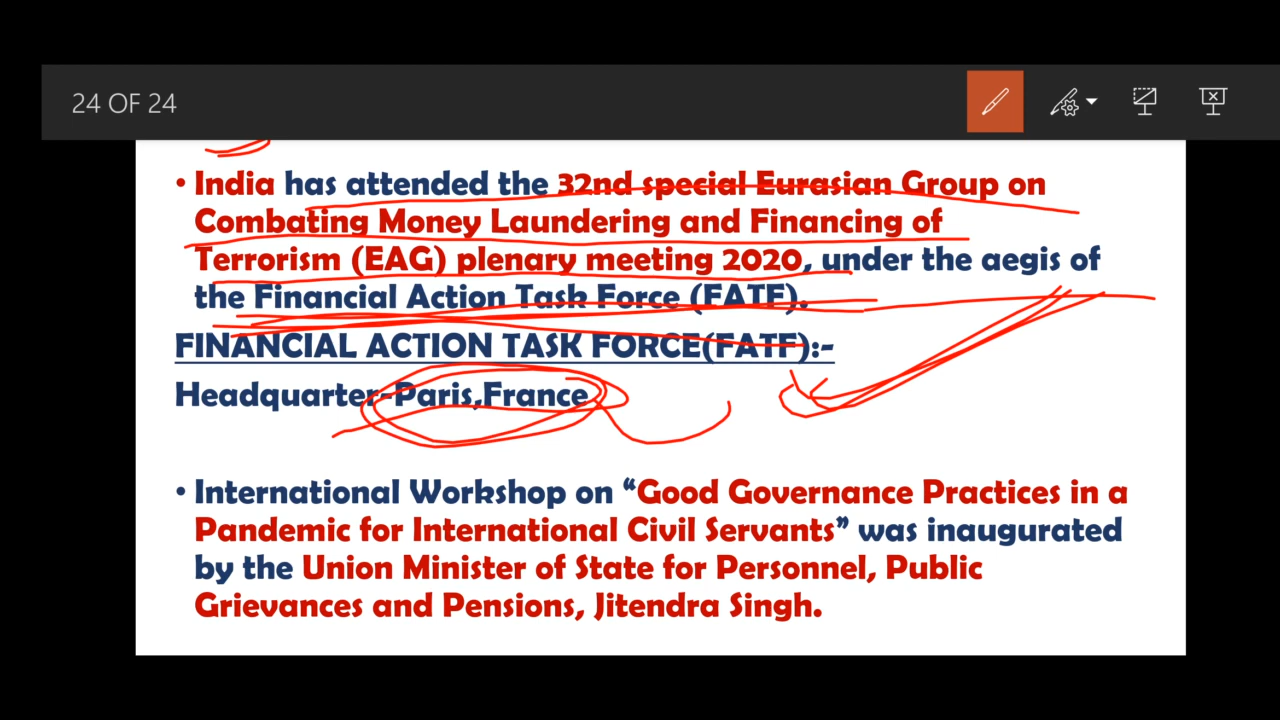 24 OF 24
• India has attended the 32nd special Eurasian Group on
Combating Money Laundering and Financing of
Terrorism (EAG) plenary meeting 2020, under the aegis of
the Financial Action Task Force (FATF).
FINANCIAL ACTION TASK FORCE(FATF):-
Headquarter-Paris,France
• International Workshop on “Good Governance Practices in a
Pandemic for International Civil Servants” was inaugurated
by the Union Minister of State for Personnel, Public
Grievances and Pensions, Jitendra Singh.